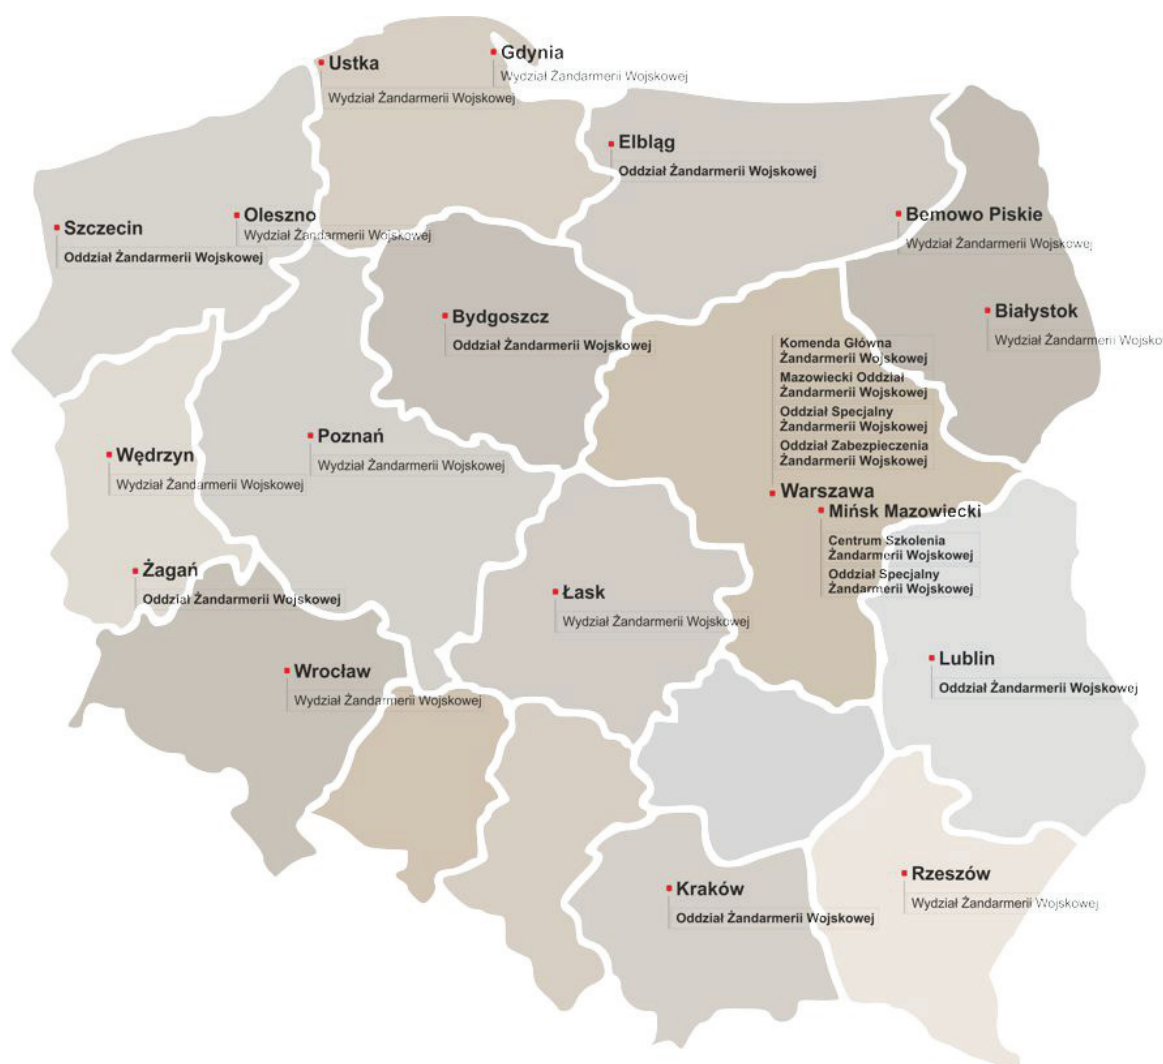 Gdynia
Wydział Żandarmerii Wojskowej
Ustka
Wydział Żandarmerii Wojskowej
Elbląg
Oddział Żandarmerii Wojskowej
Oleszno
Wydział Żandarmerii Wojskowej
Szczecin
Oddział Żandarmerii Wojskowej
Bemowo Piskie
Wydział Żandarmerii Wojskowej
Bydgoszcz
Oddział Żandarmerii Wojskowej
Białystok
Wydział Żandarmerii Wojsko
Komenda Główna
Żandarmerii Wojskowej
Mazowiecki Oddział
Żandarmerii Wojskowej
Oddział Specjalny
Żandarmerii Wojskowej
Oddział Zabezpieczenia
Żandarmerii Wojskowej
Warszawa
Mińsk Mazowiecki
Centrum Szkolenia
Żandarmerii Wojskowej
Oddział Specjalny
Żandarmerii Wojskowej
Poznań
Wydział Żandarmerii Wojskowej
Wędrzyn
Wydział Żandarmerii Wojskowej
Żagań
Oddział Żandarmerii Wojskowej
Łask
Wydział Żandarmerii Wojskowej
Wrocław
Wydział Żandarmerii Wojskowej
Lublin
Oddział Żandarmerii Wojskowej
Kraków
Oddział Żandarmerii Wojskowej
Rzeszów
Wydział Żandarmerii Wojskowej